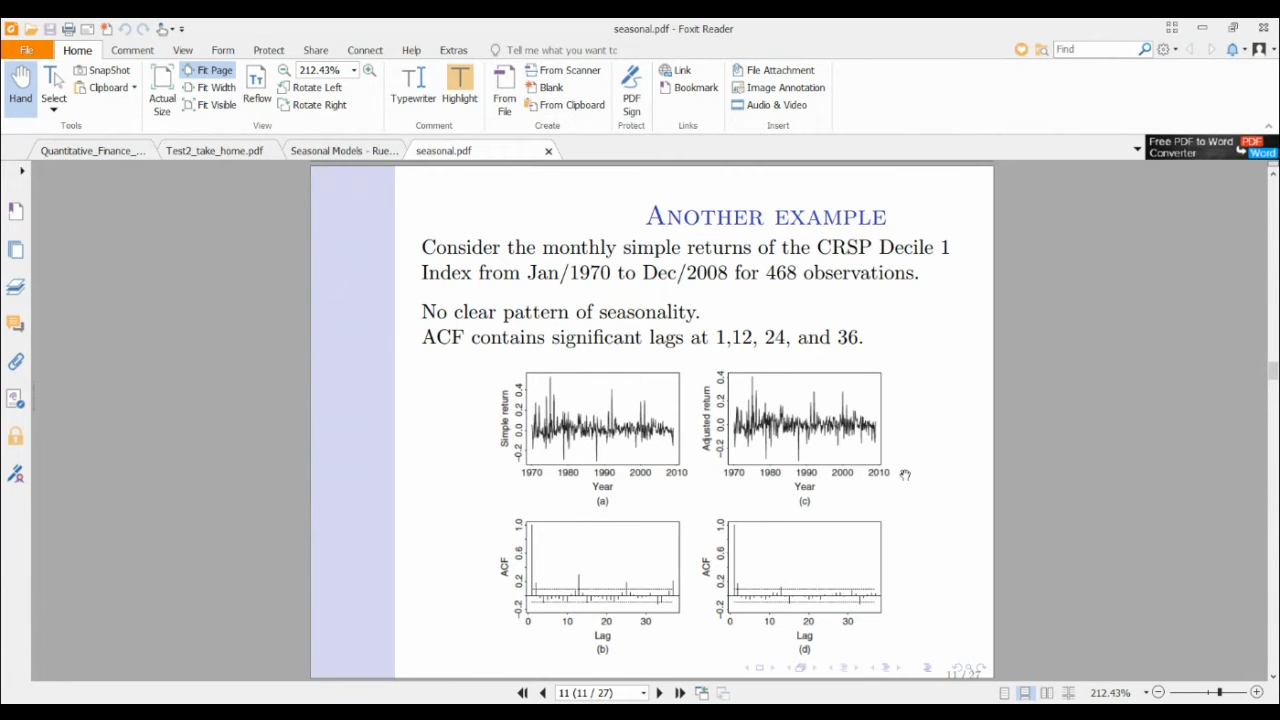 seasonal.pdf - Foxit Reader
File Home Comment View Form Protect Share Connect Help Extras Tell me what you want to Find
Hand
Select
SnapShot
Clipboard
Tools
Actual Size
Fit Page
Fit Width
Fit Visible
Reflow
212.43%
Rotate Left
Rotate Right
View
Typewriter
Highlight
Comment
From File
From Scanner
Blank
From Clipboard
Create
PDF Sign
Protect
Link
Bookmark
Links
File Attachment
Image Annotation
Audio & Video
Insert
Quantitative_Finance_... Test2_take_home.pdf Seasonal Models - Rue... seasonal.pdf
Free PDF to Word Converter
PDF
Word
Another example
Consider the monthly simple returns of the CRSP Decile 1
Index from Jan/1970 to Dec/2008 for 468 observations.
No clear pattern of seasonality.
ACF contains significant lags at 1,12, 24, and 36.
Simple return
-0.2 0.0 0.2 0.4
1970 1980 1990 2000 2010
Year
(a)
Adjusted return
-0.2 0.0 0.2 0.4
1970 1980 1990 2000 2010
Year
(c)
ACF
-0.2 0.2 0.6 1.0
0 10 20 30
Lag
(b)
ACF
-0.2 0.2 0.6 1.0
0 10 20 30
Lag
(d)
11 / 27
11 (11 / 27)
212.43%